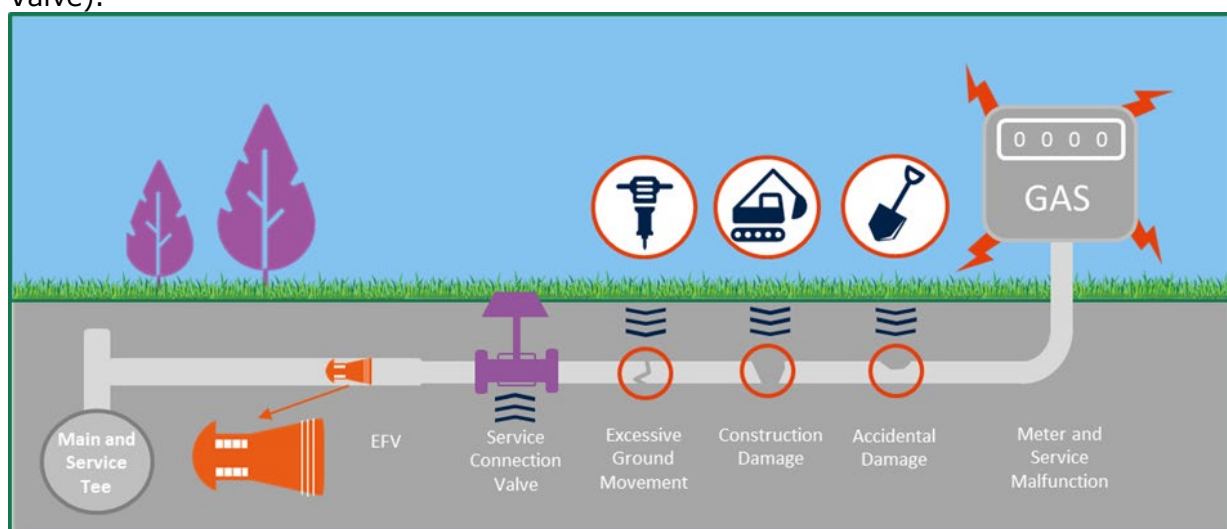 Valve).
0 0 0 0
GAS
Main and
Service
Tee
EFV
Service
Connection
Valve
Excessive
Ground
Movement
Construction
Damage
Accidental
Damage
Meter and
Service
Malfunction